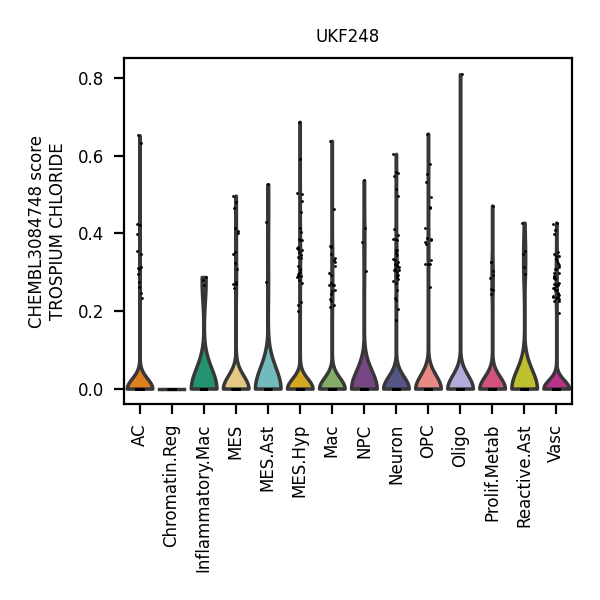 UKF248
CHEMBL3084748 score
TROSPIUM CHLORIDE
0.8
0.6
0.4
0.2
0.0
AC
Chromatin.Reg
Inflammatory.Mac
MES
MES.Ast
MES.Hyp
Mac
NPC
Neuron
OPC
Oligo
Prolif.Metab
Reactive.Ast
Vasc